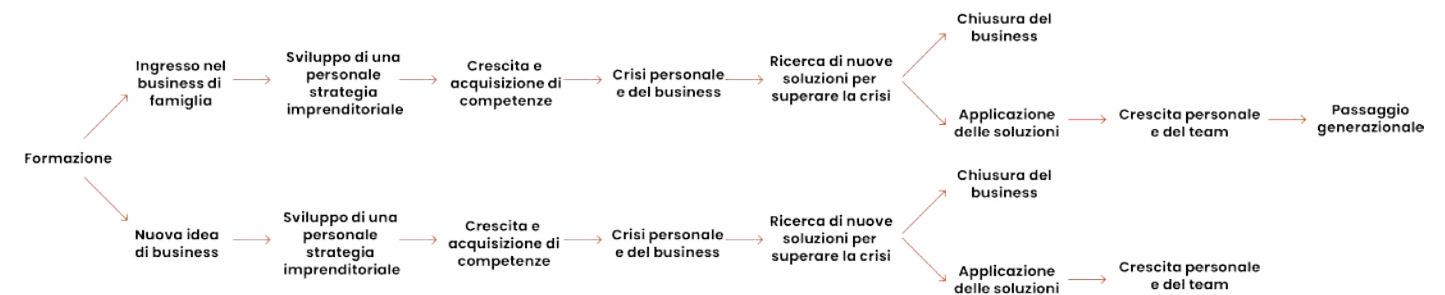 Formazione
Ingresso nel
business di
famiglia
Sviluppo di una
personale
strategia
imprenditoriale
Crescita e
acquisizione di
competenze
Crisi personale
e del business
Ricerca di nuove
soluzioni per
superare la crisi
Chiusura del
business
Applicazione
delle soluzioni
Crescita personale
e del team
Passaggio
generazionale
Nuova idea
di business
Sviluppo di una
personale
strategia
imprenditoriale
Crescita e
acquisizione di
competenze
Crisi personale
e del business
Ricerca di nuove
soluzioni per
superare la crisi
Chiusura del
business
Applicazione
delle soluzioni
Crescita personale
e del team